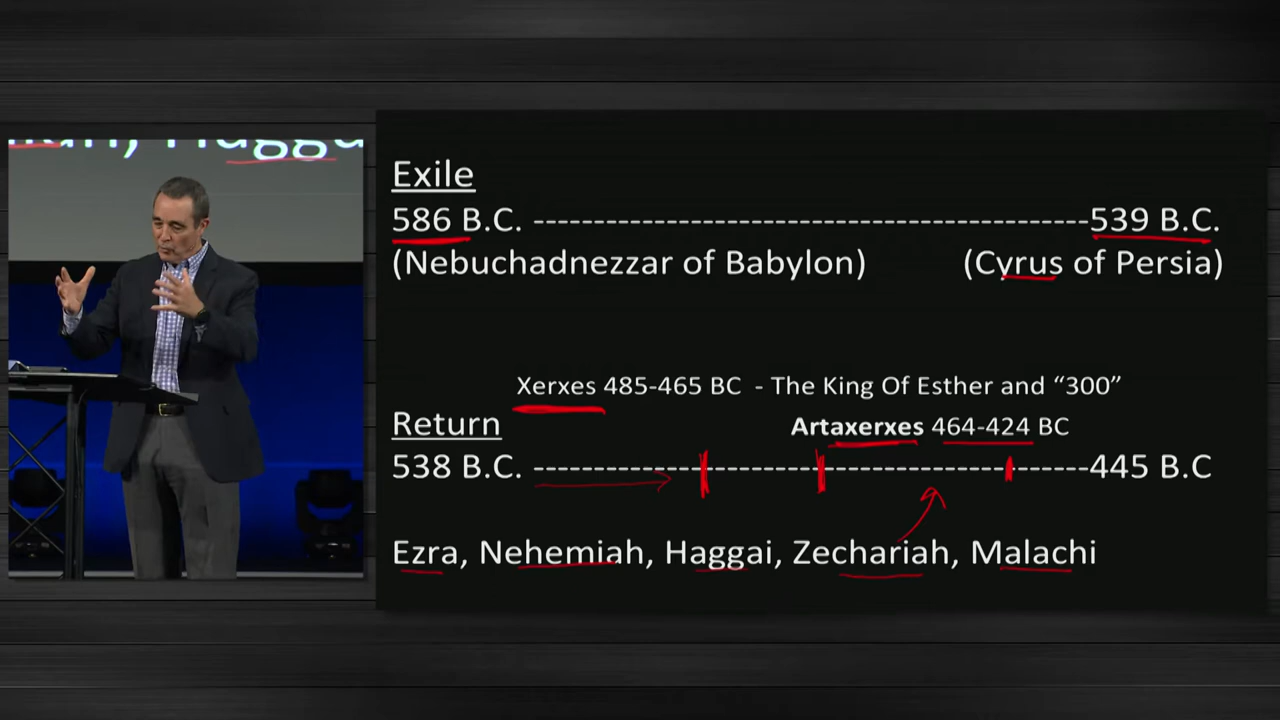 Exile
586 B.C. ----------------------------------------------539 B.C.
(Nebuchadnezzar of Babylon) (Cyrus of Persia)
Xerxes 485-465 BC - The King Of Esther and “300”
Return
Artaxerxes 464-424 BC
538 B.C. ----------------------------------------------445 B.C
Ezra, Nehemiah, Haggai, Zechariah, Malachi